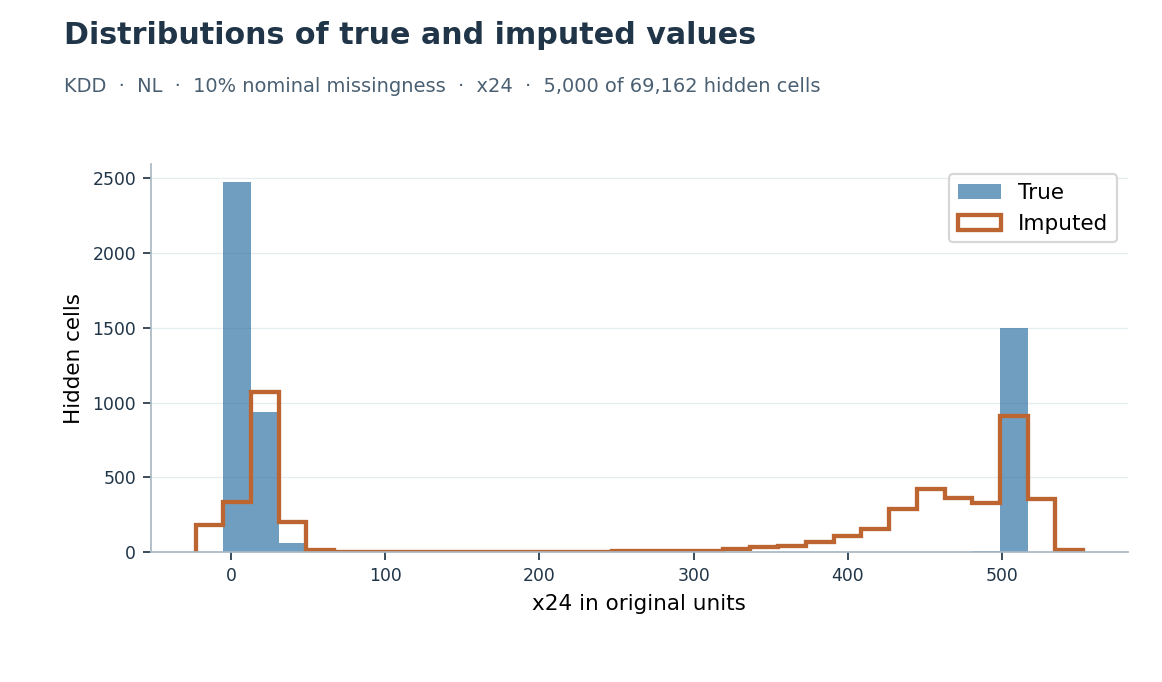 Distributions of true and imputed values
KDD · NL · 10% nominal missingness · x24 · 5,000 of 69,162 hidden cells
True
Imputed
Hidden cells
2500
2000
1500
1000
500
0
0 100 200 300 400 500
x24 in original units